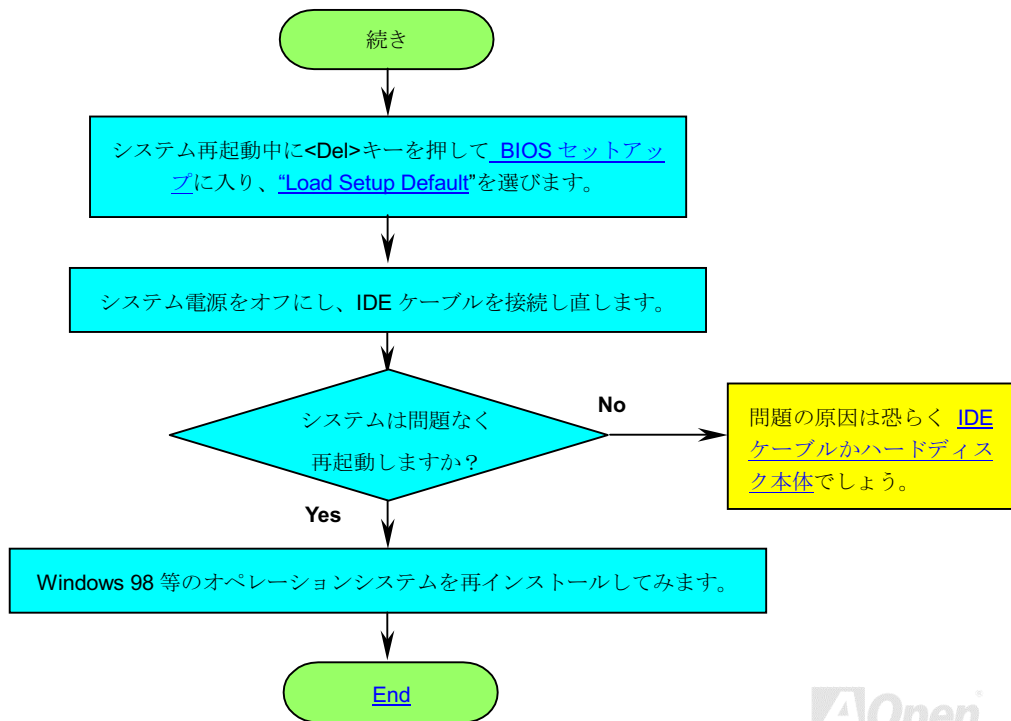 続き
システム再起動中に<Del>キーを押して BIOS セットアッ
プに入り、“Load Setup Default”を選びます。
システム電源をオフにし、IDE ケーブルを接続し直します。
システムは問題なく
再起動しますか？
No
問題の原因は恐らく IDE
ケーブルかハードディス
ク本体でしょう。
Yes
Windows 98 等のオペレーションシステムを再インストールしてみます。
End
AOpen®